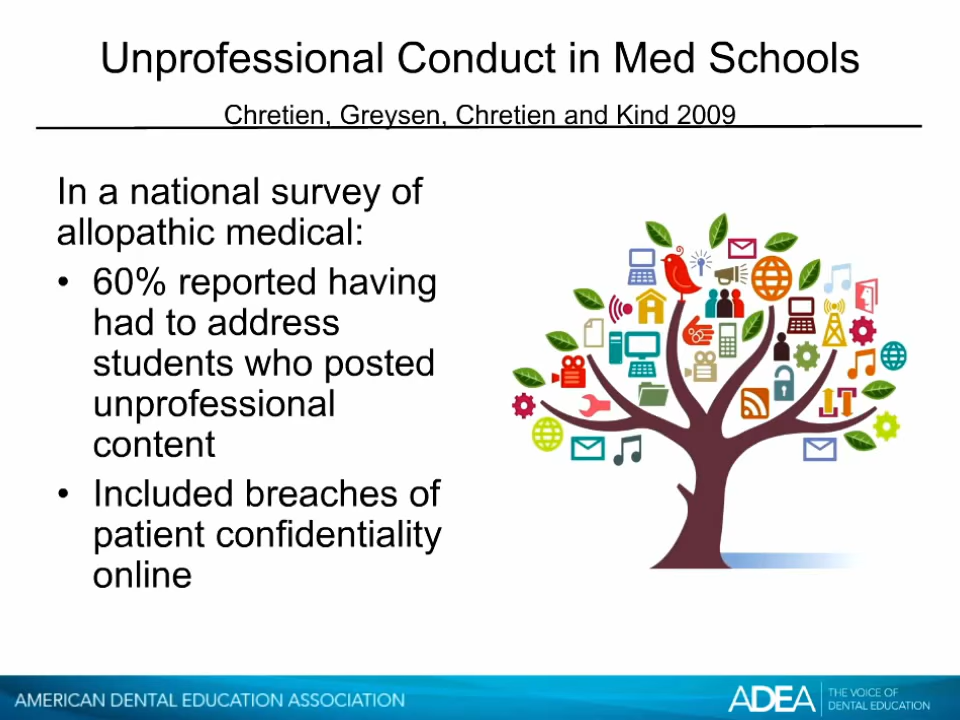 Unprofessional Conduct in Med Schools
Chretien, Greysen, Chretien and Kind 2009
In a national survey of
allopathic medical:
• 60% reported having
had to address
students who posted
unprofessional
content
• Included breaches of
patient confidentiality
online
AMERICAN DENTAL EDUCATION ASSOCIATION
ADEA
THE VOICE OF
DENTAL EDUCATION